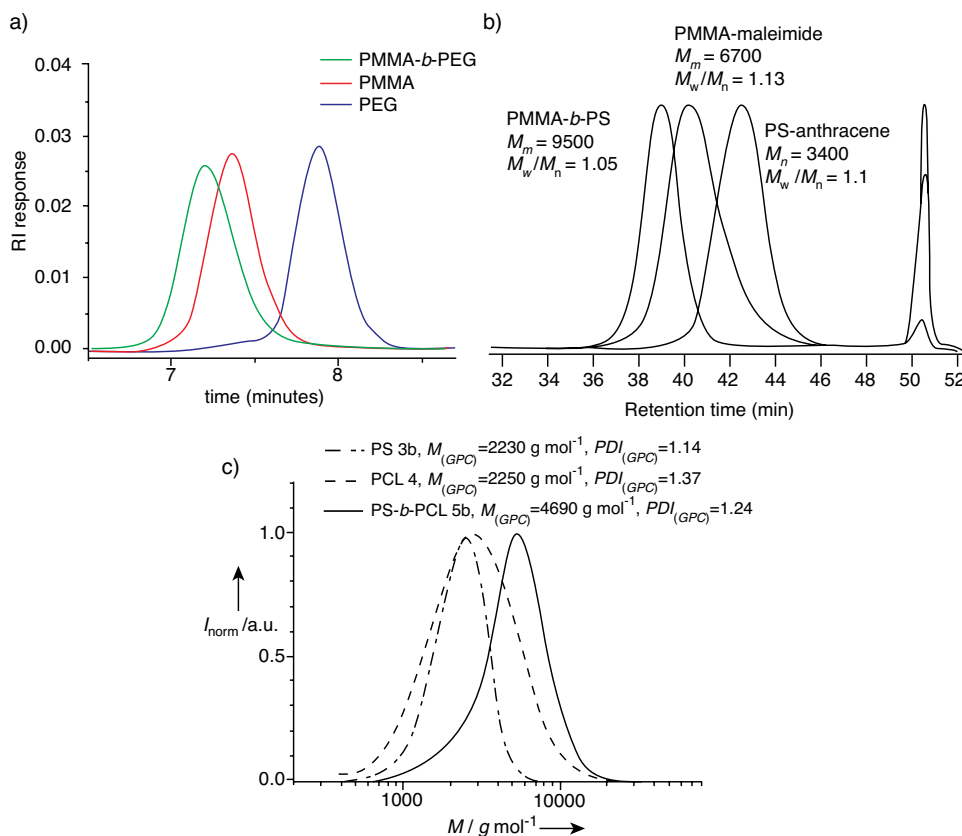 a)
PMMA-b-PEG
PMMA
PEG
0.04
0.03
0.02
0.01
0.00
RI response
7
8
time (minutes)
b)
PMMA-maleimide
Mm = 6700
Mw/Mn = 1.13
PMMA-b-PS
Mm = 9500
Mw/Mn = 1.05
PS-anthracene
Mn = 3400
Mw /Mn = 1.1
32 34 36 38 40 42 44 46 48 50 52
Retention time (min)
c)
PS 3b, M(GPC)=2230 g mol-1, PDI(GPC)=1.14
PCL 4, M(GPC)=2250 g mol-1, PDI(GPC)=1.37
PS-b-PCL 5b, M(GPC)=4690 g mol-1, PDI(GPC)=1.24
1.0
0.5
0.0
Inorm /a.u.
1000
10000
M / g mol-1